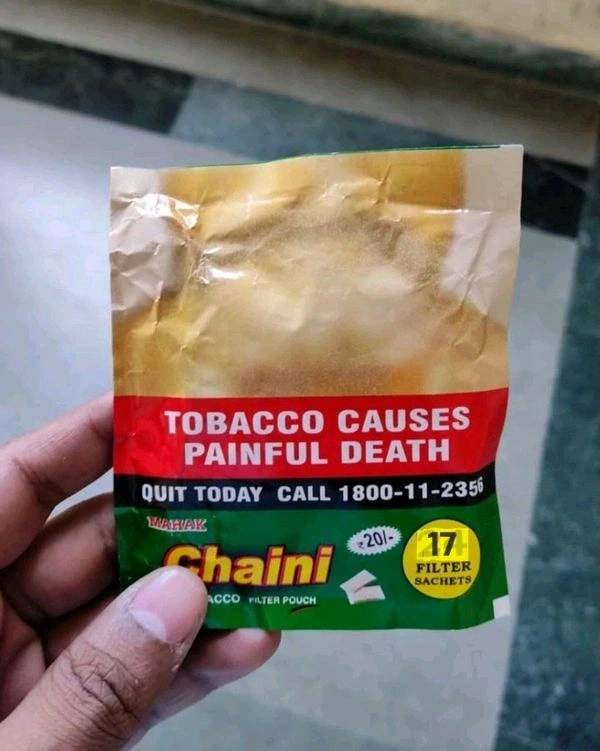 TOBACCO CAUSES
PAINFUL DEATH
QUIT TODAY CALL 1800-11-2356
MAHAK
Chaini
₹20/-
17
FILTER
SACHETS
FILTER POUCH